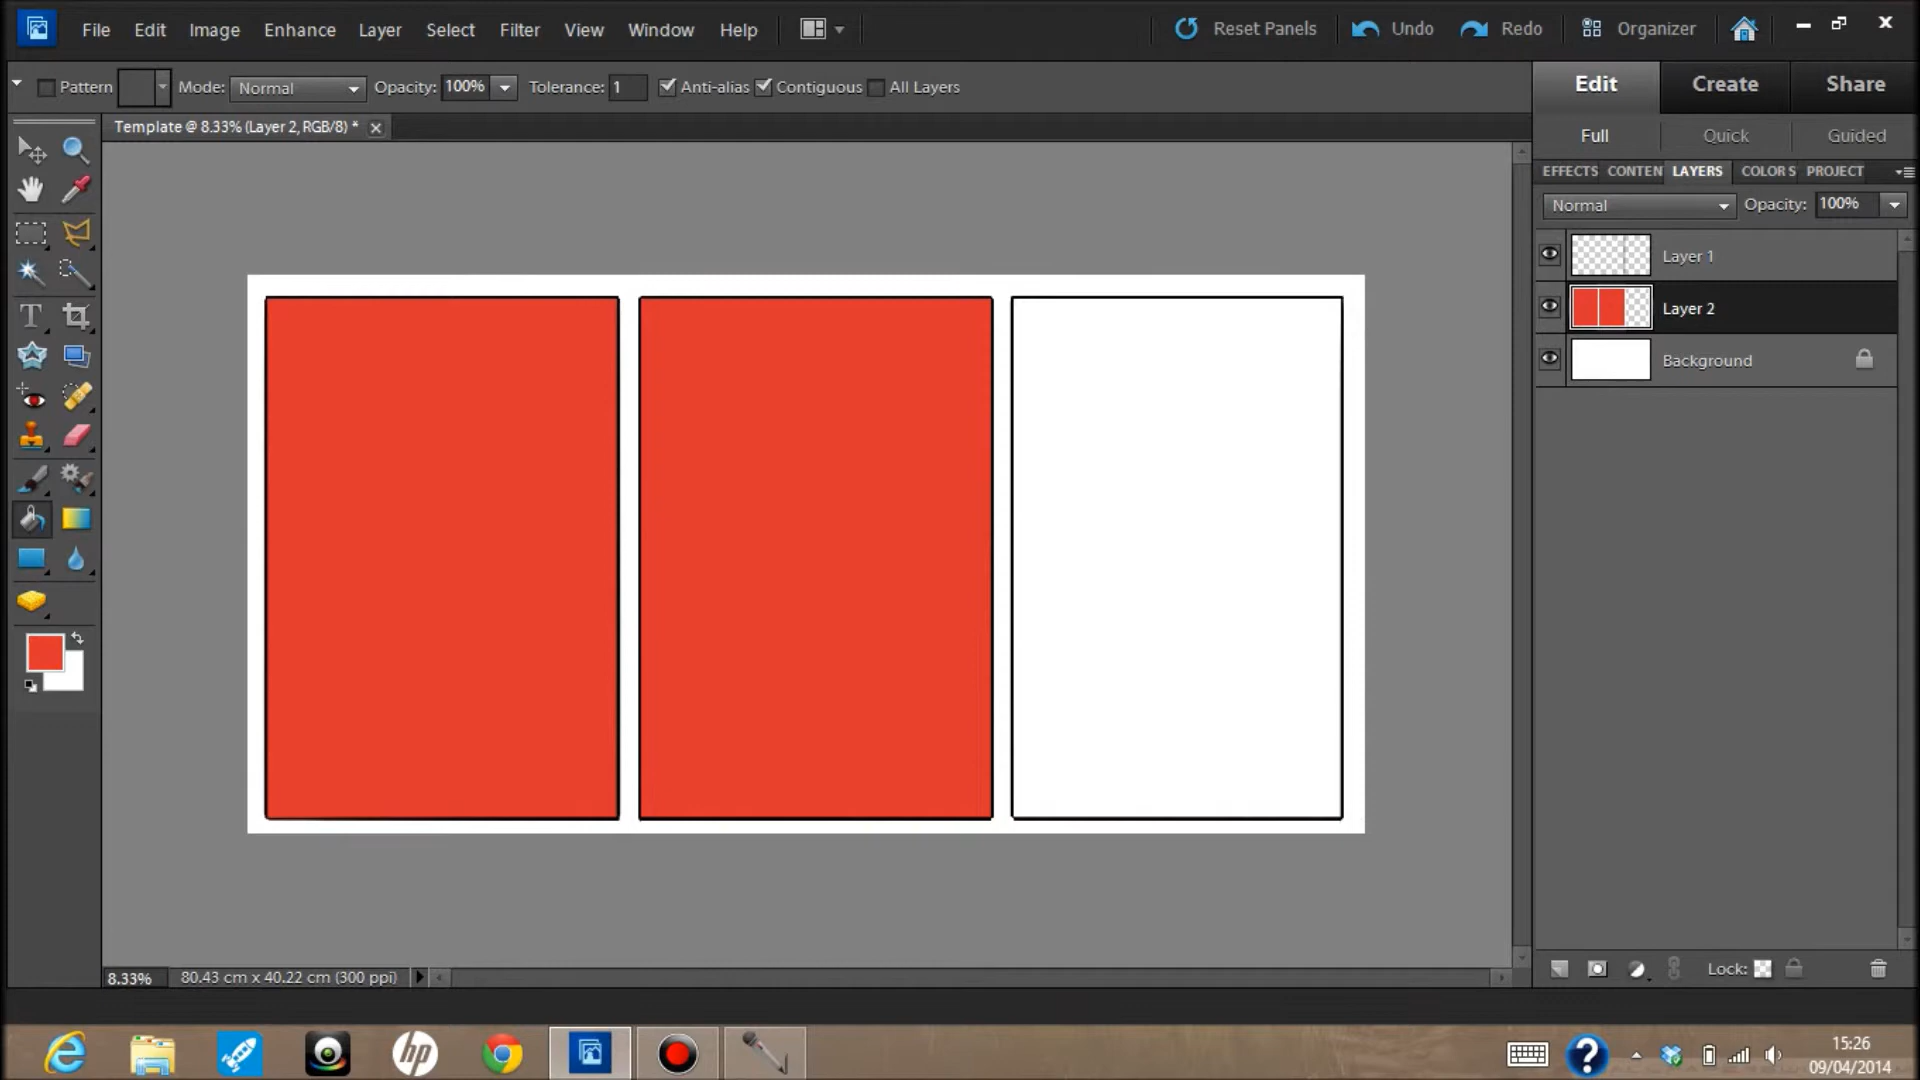 File Edit Image Enhance Layer Select Filter View Window Help Reset Panels Undo Redo Organizer
Pattern Mode: Normal Opacity: 100% Tolerance: 1 Anti-alias Contiguous All Layers
Edit Create Share
Template @ 8.33% (Layer 2, RGB/8) *
Full Quick Guided
EFFECTS CONTEN LAYERS COLOR S PROJECT
Normal Opacity: 100%
Layer 1
Layer 2
Background
T
8.33% 80.43 cm x 40.22 cm (300 ppi)
Lock:
hp
?
15:26
09/04/2014